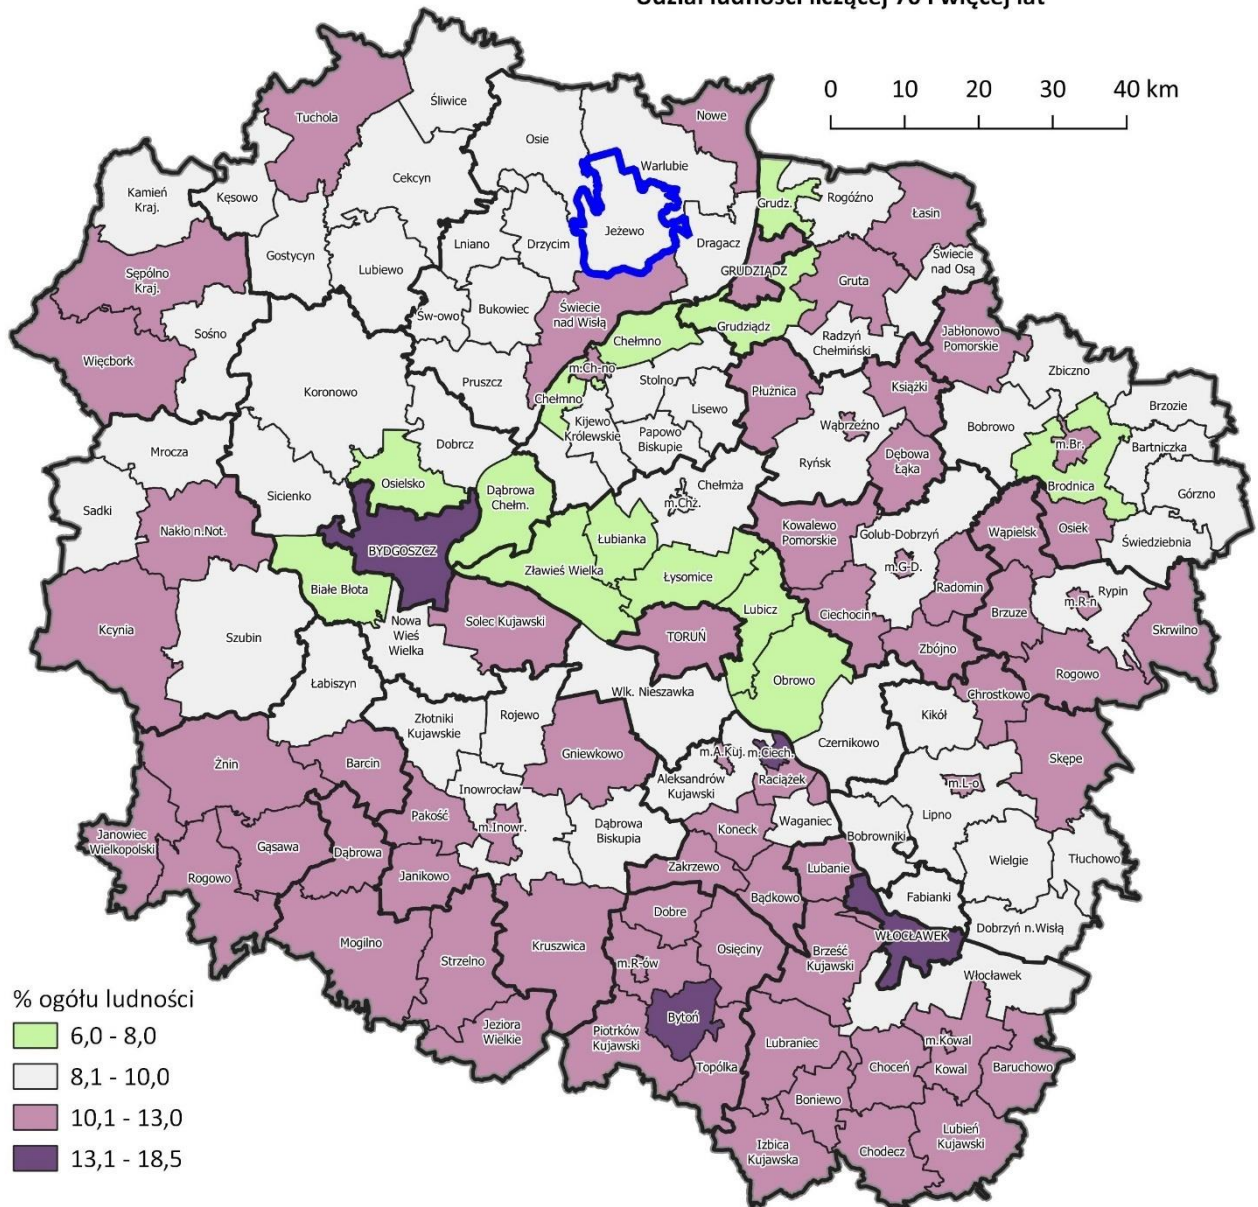 Udział ludności liczącej 70 i więcej lat
0 10 20 30 40 km
Śliwice
Tuchola
Nowe
Osie
Warlubie
Cekcyn
Kamień
Kraj.
Kęsowo
Grudz.
Rogóźno
Łasin
Jeżewo
Lniano
Drzycim
Dragacz
Gostycyn
Lubiewo
Sępólno
Kraj.
GRUDZIĄDZ
Świecie
nad Osą
Gruta
Św-owo
Bukowiec
Świecie
nad Wisłą
Grudziądz
Sośno
Chełmno
Radzyń
Chełmiński
Jabłonowo
Pomorskie
Więcbork
m.Ch-no
Zbiczno
Pruszcz
Stolno
Koronowo
Chełmno
Płużnica
Książki
Lisewo
Brzozie
Kijewo
Królewskie
Papowo
Biskupie
Wąbrzeźno
Bobrowo
Dobrcz
m.Br.
Bartniczka
Mrocza
Dębowa
Łąka
Ryńsk
Osielsko
Dąbrowa
Chełm.
Chełmża
Brodnica
Górzno
Sicienko
m.Chż.
Sadki
Nakło n.Not.
Kowalewo
Pomorskie
Golub-Dobrzyń
Wąpielsk
Osiek
BYDGOSZCZ
Łubianka
Świedziebnia
Zławieś Wielka
m.G-D.
Łysomice
Białe Błota
Radomin
Rypin
m.R-n
Kcynia
Lubicz
Ciechocin
Brzuze
Nowa
Wieś
Wielka
Solec Kujawski
TORUŃ
Skrwilno
Szubin
Zbójno
Rogowo
Obrowo
Łabiszyn
Wlk. Nieszawka
Chrostkowo
Rojewo
Kikół
Złotniki
Kujawskie
Czernikowo
Gniewkowo
m.A.Kuj.
m.Ciech.
Skępe
Żnin
Barcin
Aleksandrów
Kujawski
Raciążek
m.L-o
Inowrocław
Pakość
Waganiec
Lipno
m.Inowr.
Dąbrowa
Biskupia
Koneck
Bobrowniki
Janowiec
Wielkopolski
Gąsawa
Dąbrowa
Wielgie
Tłuchowo
Zakrzewo
Lubanie
Rogowo
Janikowo
Bądkowo
Fabianki
Dobre
Dobrzyń n.Wisłą
WŁOCŁAWEK
Mogilno
Kruszwica
Osięciny
Brześć
Kujawski
Strzelno
m.R-ów
Włocławek
% ogółu ludności
6,0 - 8,0
8,1 - 10,0
10,1 - 13,0
13,1 - 18,5
Bytoń
Jeziora
Wielkie
Piotrków
Kujawski
Lubraniec
m.Kowal
Topólka
Choceń
Kowal
Baruchowo
Boniewo
Lubień
Kujawski
Izbica
Kujawska
Chodecz